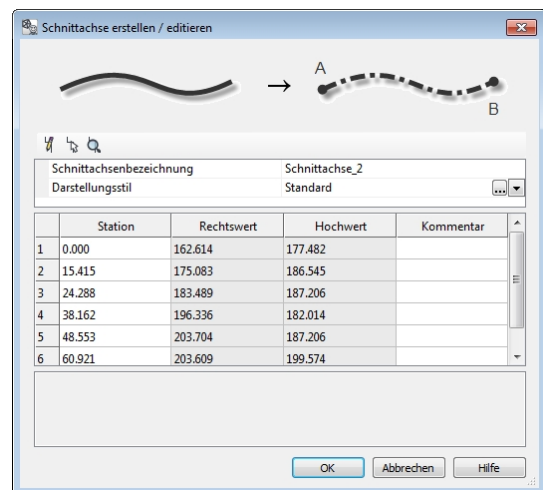 Schnittachse erstellen / editieren
A
B
Schnittachsenbezeichnung Schnittachse_2
Darstellungsstil Standard ...
Station Rechtswert Hochwert Kommentar
1 0.000 162.614 177.482
2 15.415 175.083 186.545
3 24.288 183.489 187.206
4 38.162 196.336 182.014
5 48.553 203.704 187.206
6 60.921 203.609 199.574
OK Abbrechen Hilfe